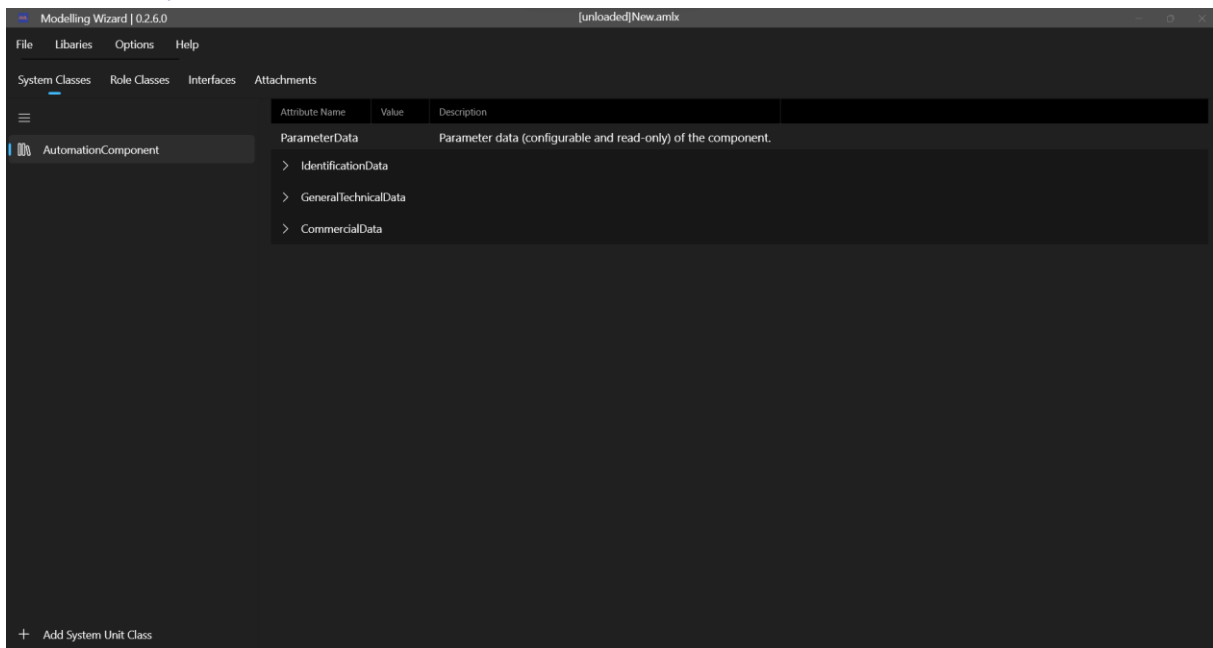 Modelling Wizard | 0.2.6.0 [unloaded]New.amlx
File Libaries Options Help
System Classes Role Classes Interfaces Attachments
Attribute Name Value Description
ParameterData Parameter data (configurable and read-only) of the component.
AutomationComponent
IdentificationData
GeneralTechnicalData
CommercialData
Add System Unit Class